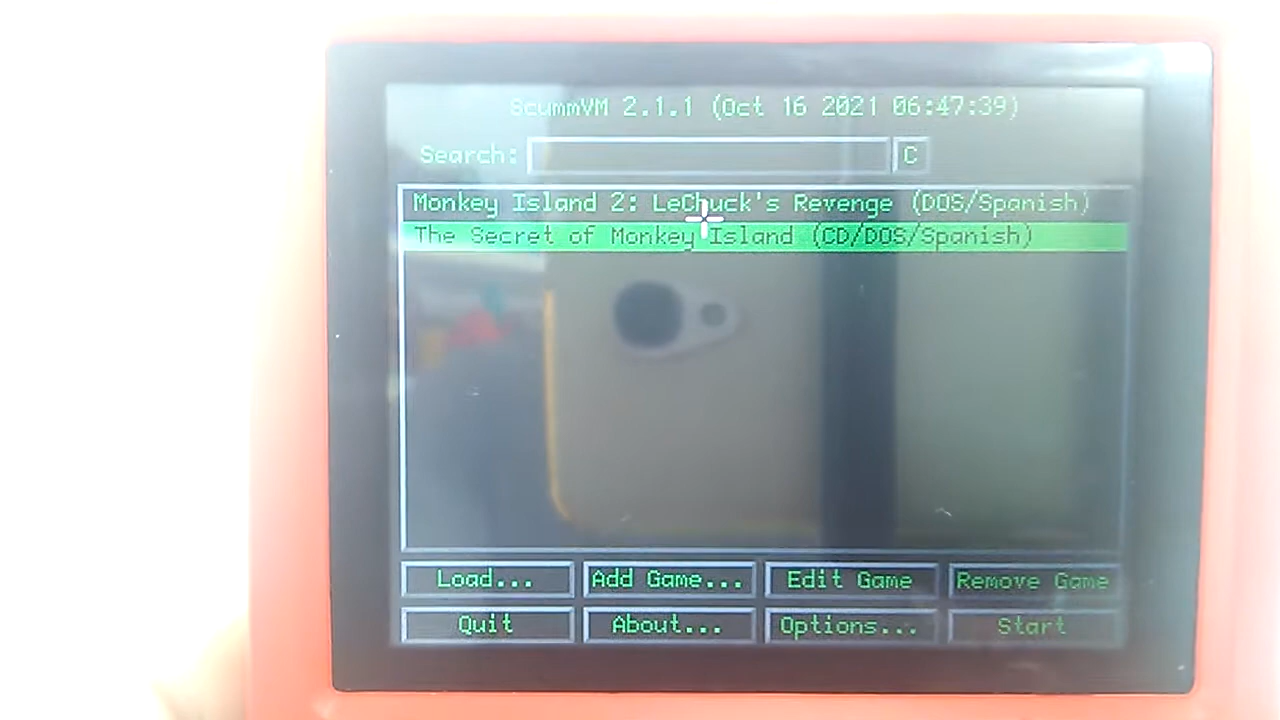 ScummVM 2.1.1 (Oct 16 2021 06:47:39)
Search: C
Monkey Island 2: LeChuck's Revenge (DOS/Spanish)
The Secret of Monkey Island (CD/DOS/Spanish)
Load... Add Game... Edit Game Remove Game
Quit About... Options... Start